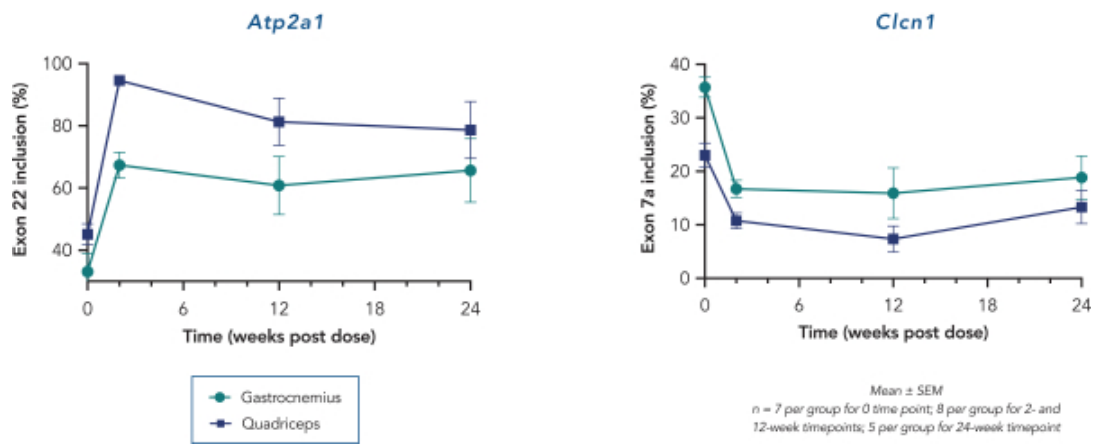 Atp2a1
Exon 22 inclusion (%)
100
80
60
40
0
6
12
18
24
Time (weeks post dose)
Gastrocnemius
Quadriceps
Clcn1
Exon 7a inclusion (%)
40
30
20
10
0
0
6
12
18
24
Time (weeks post dose)
Mean ± SEM
n = 7 per group for 0 time point; 8 per group for 2- and
12-week timepoints; 5 per group for 24-week timepoint